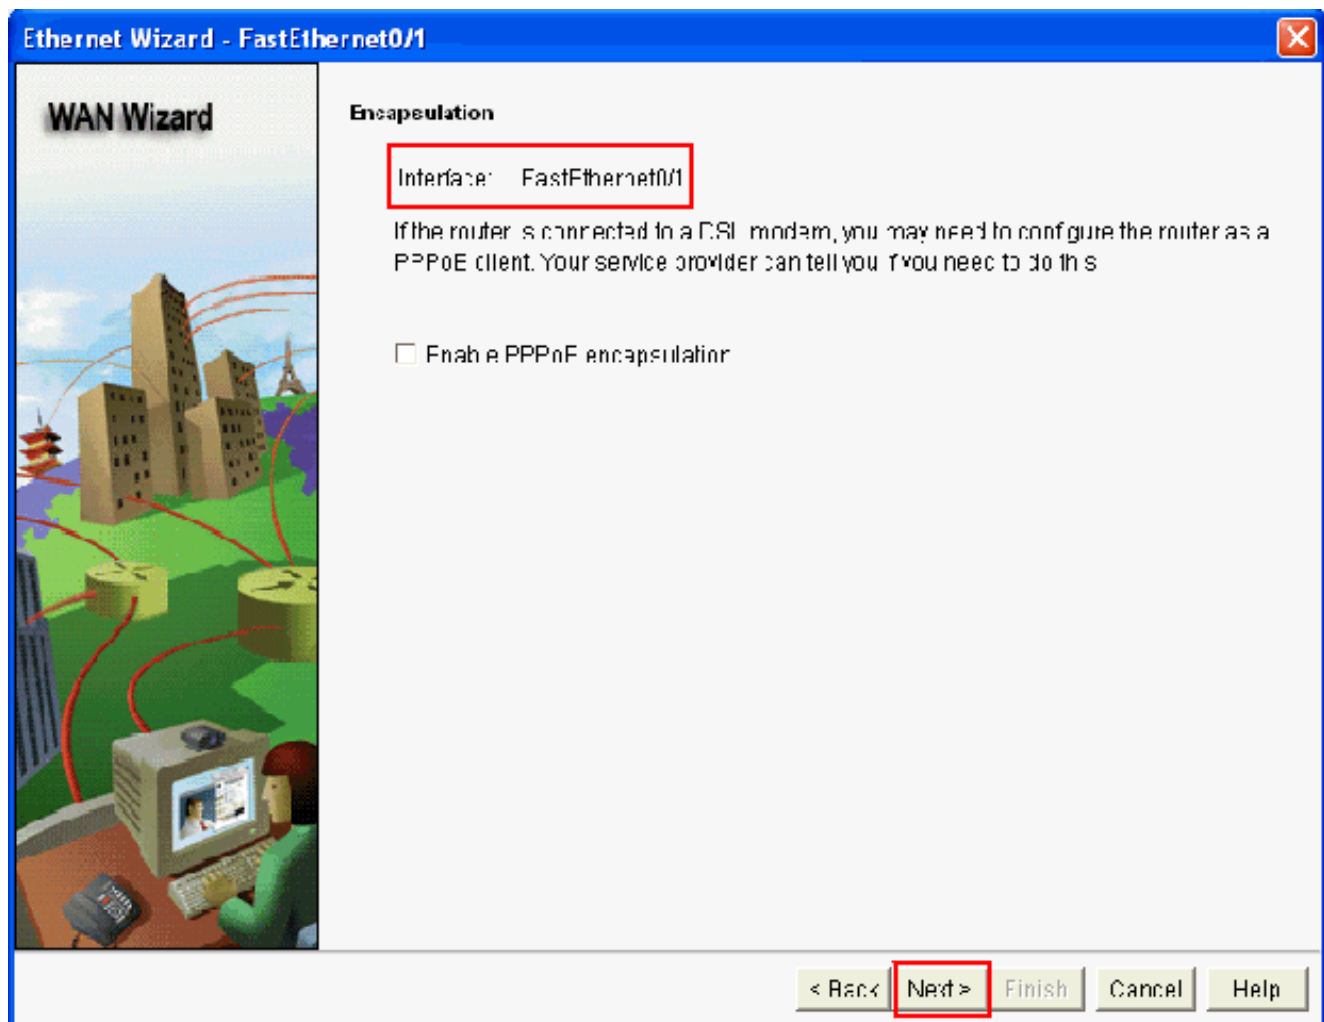 Ethernet Wizard - FastEthernet0/1
WAN Wizard
Encapsulation
Interface: FastEthernet0/1
If the router is connected to a DSL modem, you may need to configure the router as a
PPPoE client. Your service provider can tell you if you need to do this
Enable PPPoE encapsulation
< Back Next > Finish Cancel Help